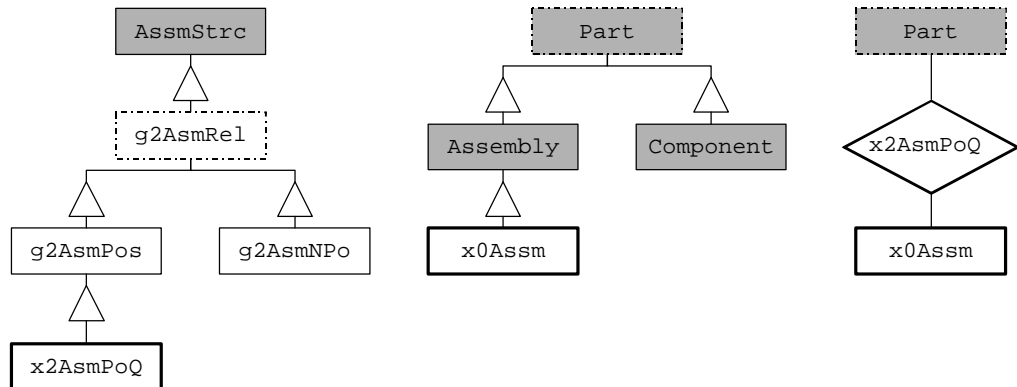 AssmStrc
g2AsmRel
g2AsmPos
g2AsmNPo
x2AsmPoQ
Part
Assembly
Component
x0Assm
Part
x2AsmPoQ
x0Assm